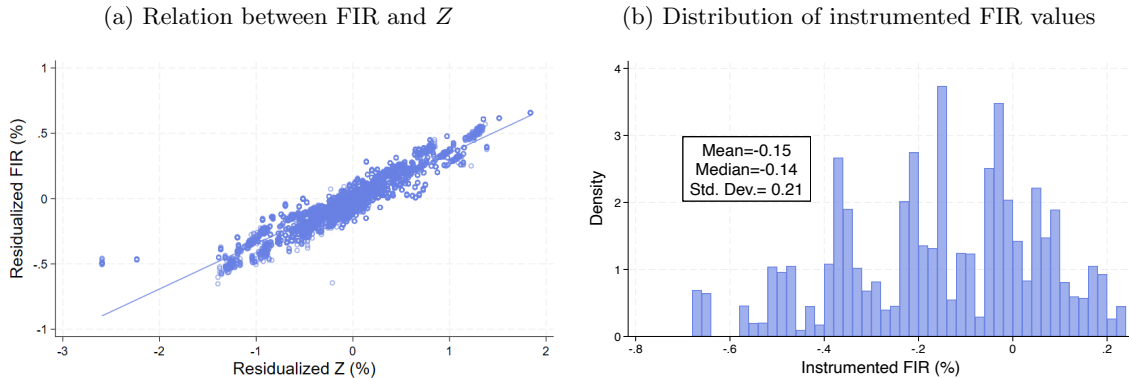 (a) Relation between FIR and Z
Residualized FIR (%)
1
.5
0
-.5
-1
-3
-2
-1
0
1
2
Residualized Z (%)
(b) Distribution of instrumented FIR values
Density
4
3
2
1
0
Mean=-0.15
Median=-0.14
Std. Dev.= 0.21
-.8
-.6
-.4
-.2
0
.2
Instrumented FIR (%)